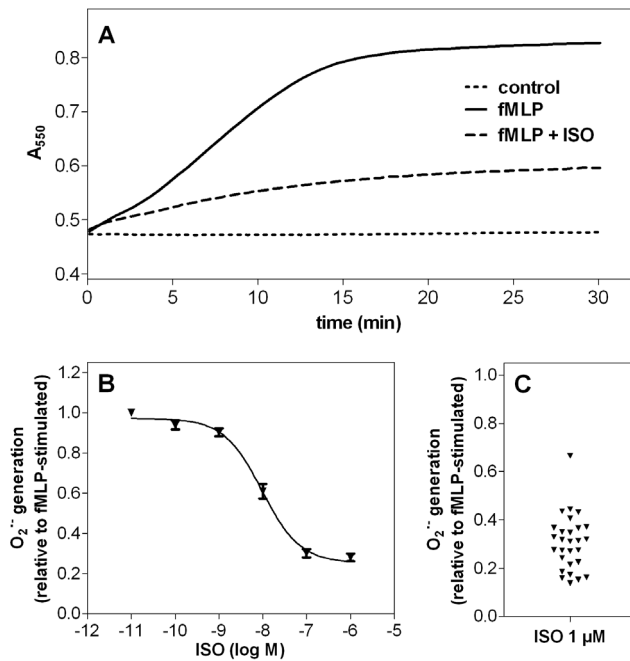 A
0.8
0.7
0.6
0.5
0.4
A550
control
fMLP
fMLP + ISO
0 5 10 15 20 25 30
time (min)
B
1.2
1.0
0.8
0.6
0.4
0.2
0.0
O2·- generation
(relative to fMLP-stimulated)
-12 -11 -10 -9 -8 -7 -6 -5
ISO (log M)
C
1.0
0.8
0.6
0.4
0.2
0.0
O2·- generation
(relative to fMLP-stimulated)
ISO 1 µM